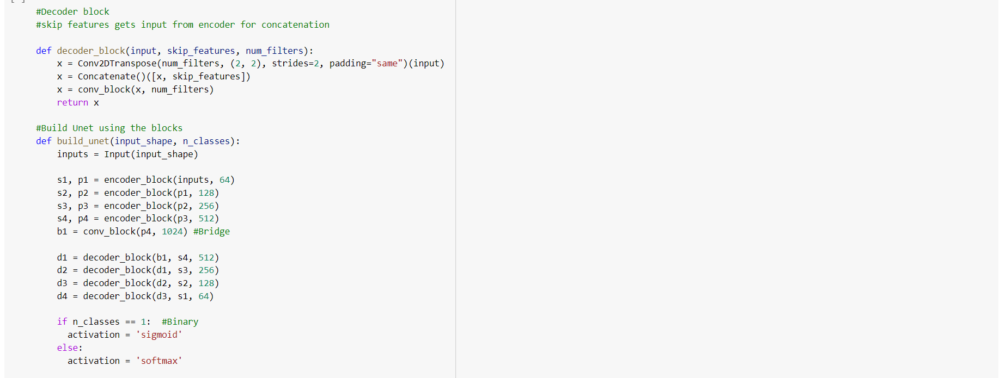 #Decoder block
#skip features gets input from encoder for concatenation

def decoder_block(input, skip_features, num_filters):
    x = Conv2DTranspose(num_filters, (2, 2), strides=2, padding="same")(input)
    x = Concatenate()([x, skip_features])
    x = conv_block(x, num_filters)
    return x

#Build Unet using the blocks
def build_unet(input_shape, n_classes):
    inputs = Input(input_shape)

    s1, p1 = encoder_block(inputs, 64)
    s2, p2 = encoder_block(p1, 128)
    s3, p3 = encoder_block(p2, 256)
    s4, p4 = encoder_block(p3, 512)
    b1 = conv_block(p4, 1024) #Bridge

    d1 = decoder_block(b1, s4, 512)
    d2 = decoder_block(d1, s3, 256)
    d3 = decoder_block(d2, s2, 128)
    d4 = decoder_block(d3, s1, 64)

    if n_classes == 1:  #Binary
      activation = 'sigmoid'
    else:
      activation = 'softmax'